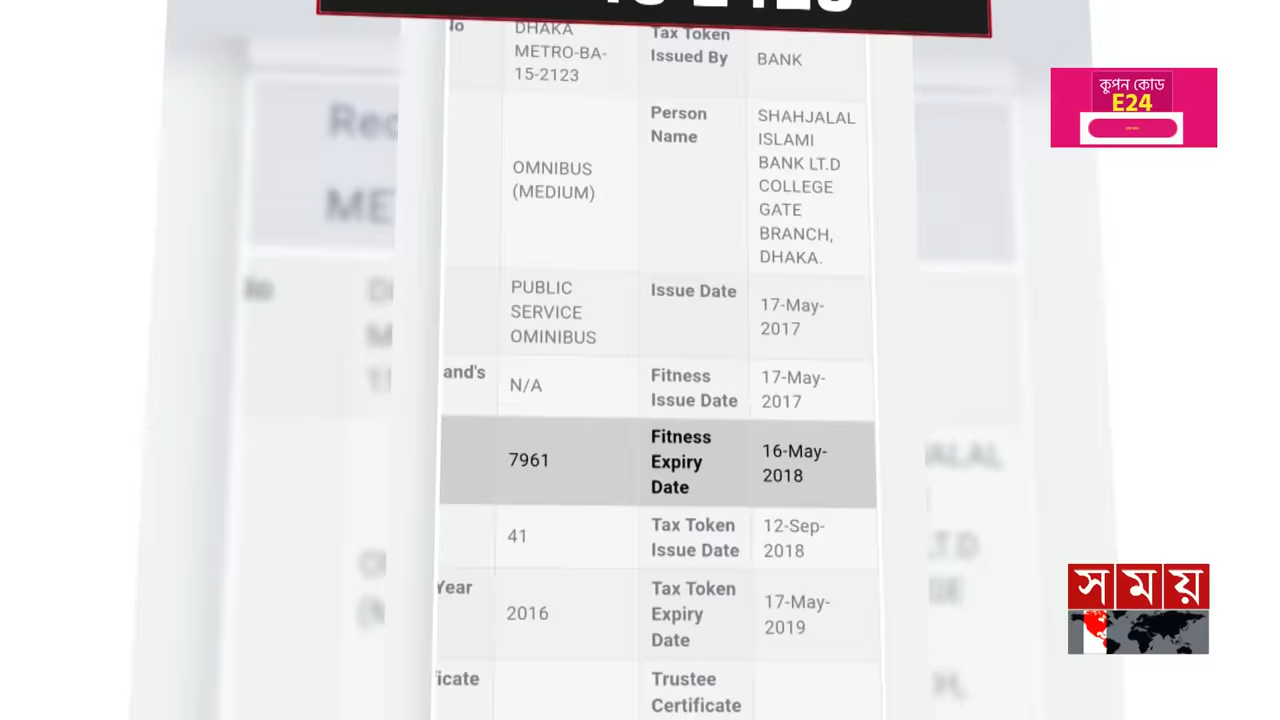 DHAKA
METRO-BA-
15-2123
Tax Token
Issued By
BANK
OMNIBUS
(MEDIUM)
Person
Name
SHAHJALAL
ISLAMI
BANK LT.D
COLLEGE
GATE
BRANCH,
DHAKA.
PUBLIC
SERVICE
OMINIBUS
Issue Date
17-May-
2017
and's
N/A
Fitness
Issue Date
17-May-
2017
7961
Fitness
Expiry
Date
16-May-
2018
41
Tax Token
Issue Date
12-Sep-
2018
Year
2016
Tax Token
Expiry
Date
17-May-
2019
ficate
Trustee
Certificate
কুপন কোড
E24
সময়